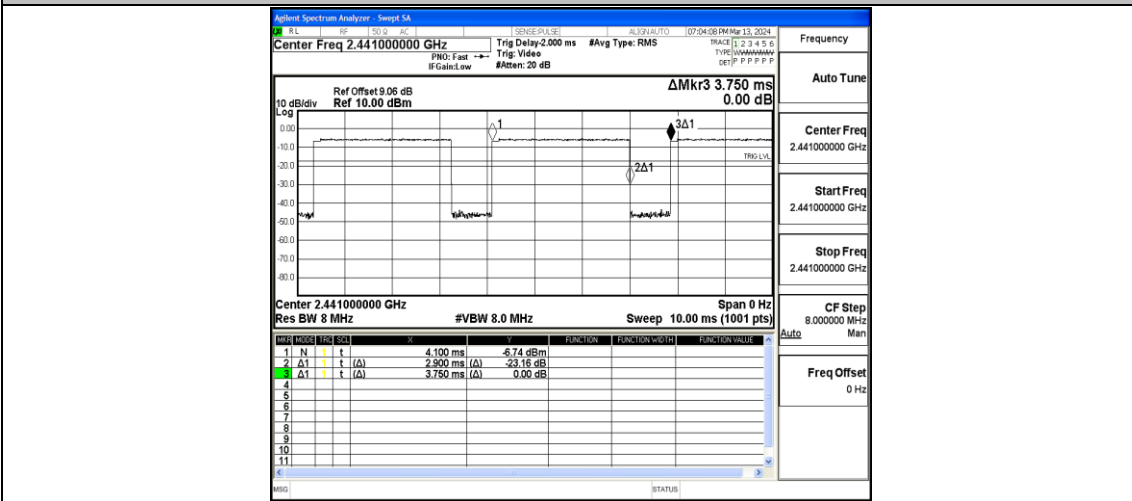 Agilent Spectrum Analyzer - Swept SA
RL RF 50 Ω AC SENSE:PULSE ALIGNAUTO 07:04:08 PM Mar 13, 2024
Center Freq 2.441000000 GHz Trig Delay-2.000 ms #Avg Type: RMS TRACE 1 2 3 4 5 6
PNO: Fast Trig: Video TYPE
IFGain:Low #Atten: 20 dB DET P P P P P P
Frequency
Auto Tune
ΔMkr3 3.750 ms
0.00 dB
Ref Offset 9.06 dB
10 dB/div Ref 10.00 dBm
Log
0.00
-10.0
-20.0
-30.0
-40.0
-50.0
-60.0
-70.0
-80.0
1
3Δ1
TRIG LVL
2Δ1
Center 2.441000000 GHz Span 0 Hz
Res BW 8 MHz #VBW 8.0 MHz Sweep 10.00 ms (1001 pts)
MKR MODE TRC SCL X Y FUNCTION FUNCTION WIDTH FUNCTION VALUE
1 N 1 t 4.100 ms -6.74 dBm
2 Δ1 1 t (Δ) 2.900 ms (Δ) -23.16 dB
3 Δ1 1 t (Δ) 3.750 ms (Δ) 0.00 dB
4
5
6
7
8
9
10
11
Center Freq
2.441000000 GHz
Start Freq
2.441000000 GHz
Stop Freq
2.441000000 GHz
CF Step
8.000000 MHz
Auto Man
Freq Offset
0 Hz
MSG STATUS